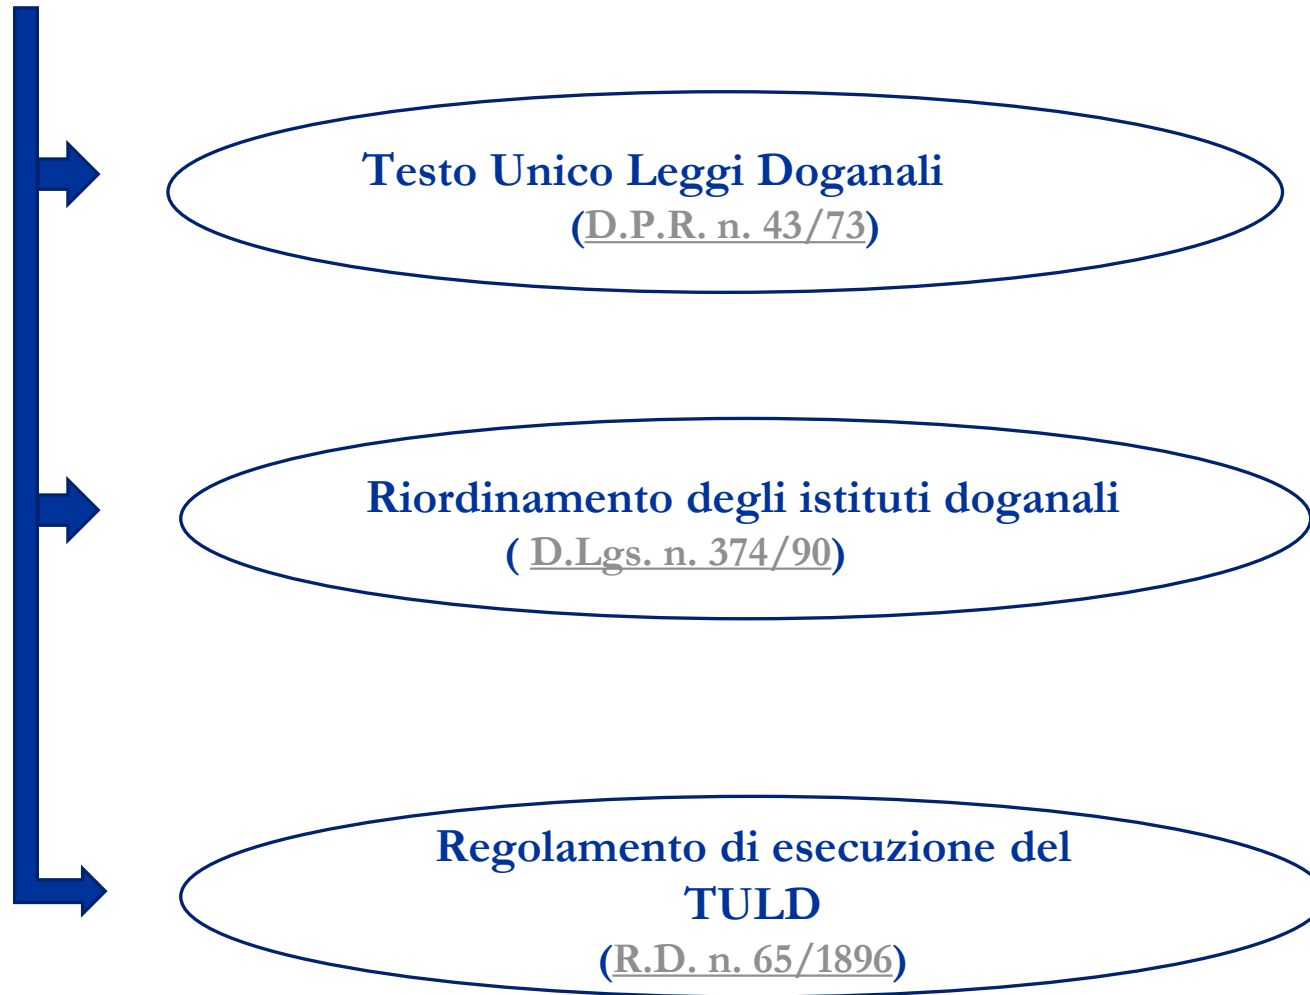 Testo Unico Leggi Doganali
(D.P.R. n. 43/73)
Riordinamento degli istituti doganali
( D.Lgs. n. 374/90)
Regolamento di esecuzione del
TULD
(R.D. n. 65/1896)